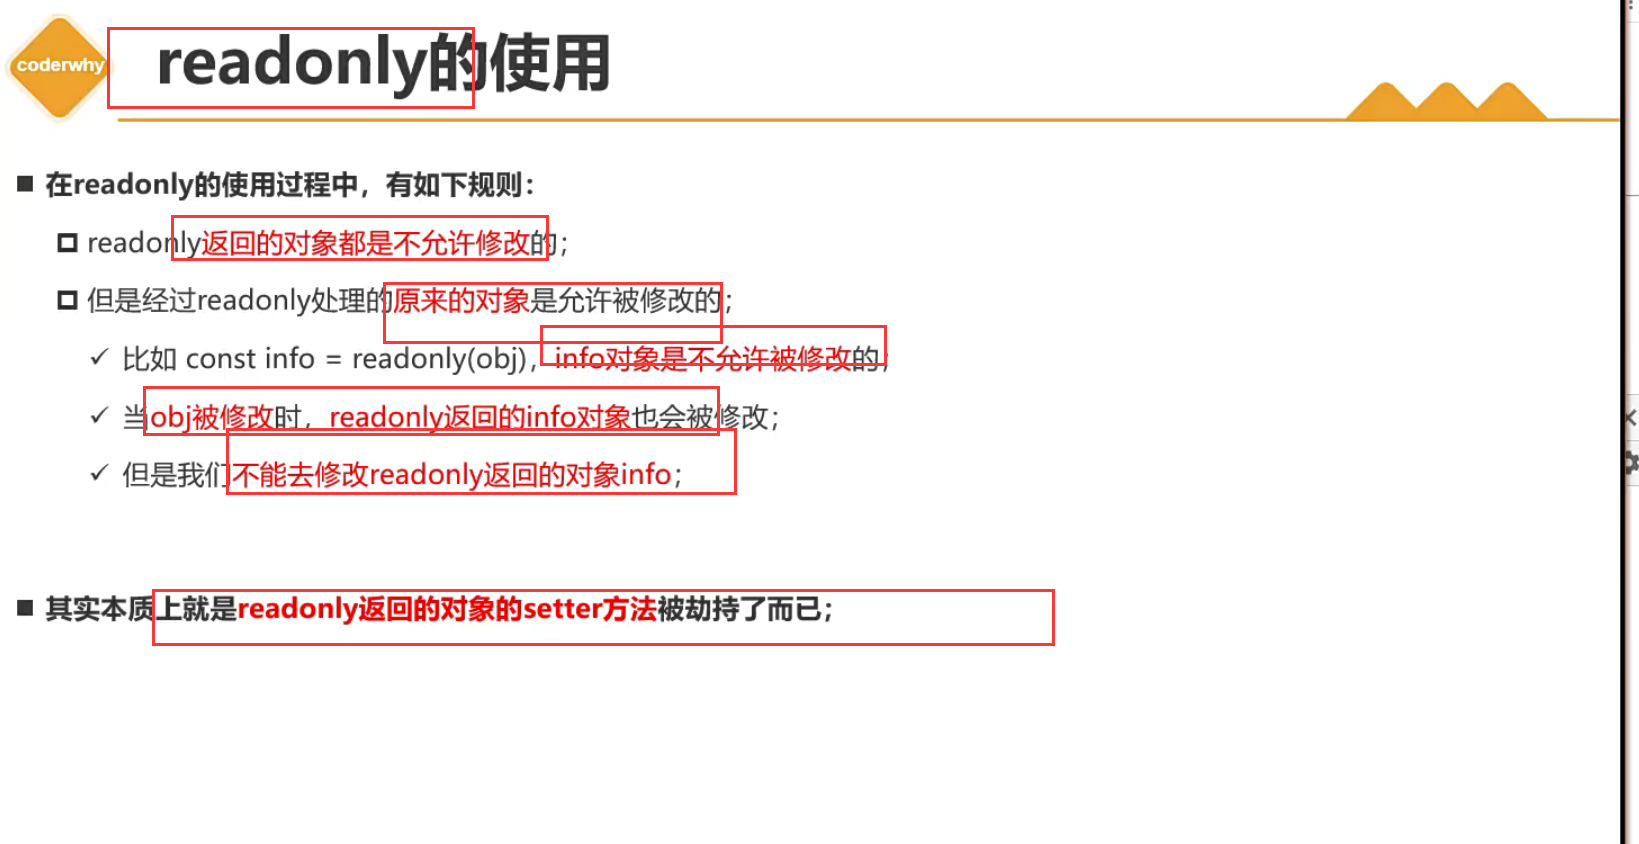 coderwhy
readonly的使用
在readonly的使用过程中，有如下规则：
readonly返回的对象都是不允许修改的；
但是经过readonly处理的原来的对象是允许被修改的；
比如 const info = readonly(obj)，info对象是不允许被修改的；
当obj被修改时，readonly返回的info对象也会被修改；
但是我们不能去修改readonly返回的对象info；
其实本质上就是readonly返回的对象的setter方法被劫持了而已；